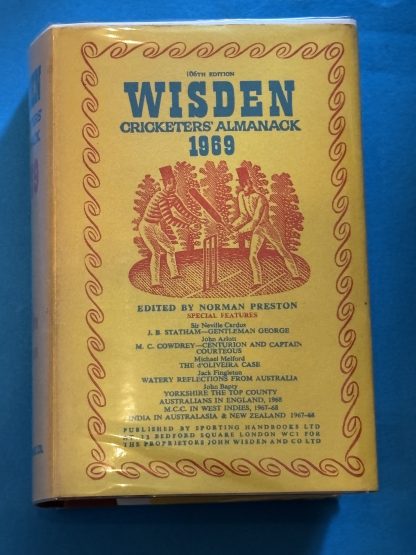 106TH EDITION
WISDEN
CRICKETERS' ALMANACK
1969
EDITED BY NORMAN PRESTON
SPECIAL FEATURES
Sir Neville Cardus
J. B. STATHAM—GENTLEMAN GEORGE
John Arlott
M. C. COWDREY—CENTURION AND CAPTAIN
COURTEOUS
Michael Melford
THE d'OLIVEIRA CASE
Jack Fingleton
WATERY REFLECTIONS FROM AUSTRALIA
John Bapty
YORKSHIRE THE TOP COUNTY
AUSTRALIANS IN ENGLAND, 1968
M.C.C. IN WEST INDIES, 1967-68
INDIA IN AUSTRALASIA & NEW ZEALAND 1967-68
PUBLISHED BY SPORTING HANDBOOKS LTD
AT 13 BEDFORD SQUARE LONDON WC1 FOR
THE PROPRIETORS JOHN WISDEN AND CO LTD